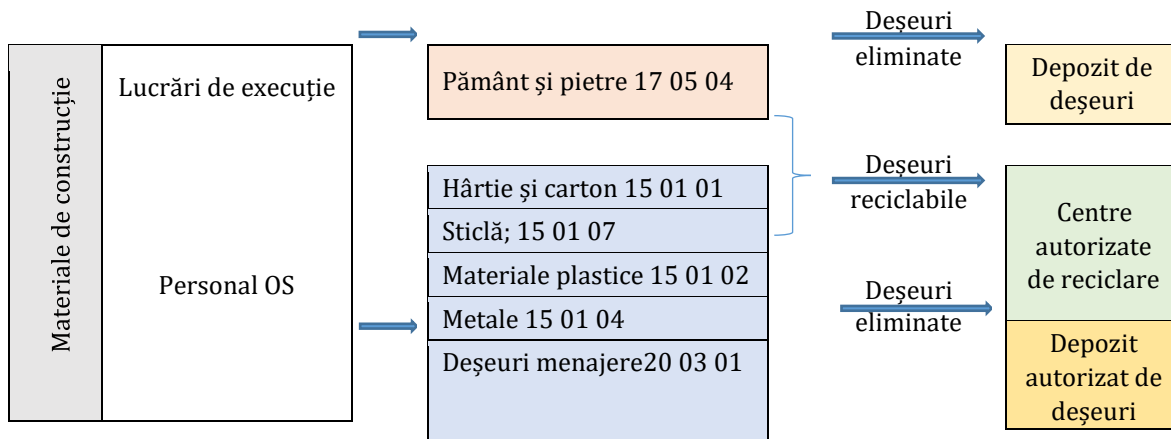 Materiale de construcție
Lucrări de execuție
Personal OS
Pământ și pietre 17 05 04
Hârtie și carton 15 01 01
Sticlă; 15 01 07
Materiale plastice 15 01 02
Metale 15 01 04
Deșeuri menajere20 03 01
Deșeuri
eliminate
Deșeuri
reciclabile
Deșeuri
eliminate
Depozit de
deșeuri
Centre
autorizate
de reciclare
Depozit
autorizat de
deșeuri